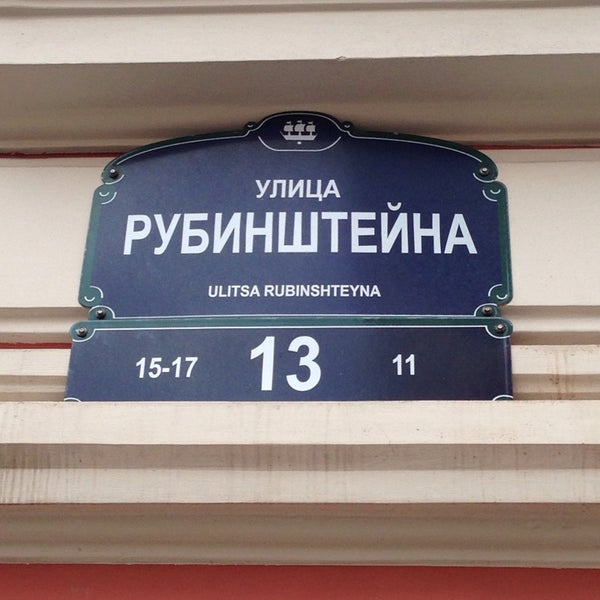 УЛИЦА
РУБИНШТЕЙНА
ULITSA RUBINSHTEYNA
15-17 13 11